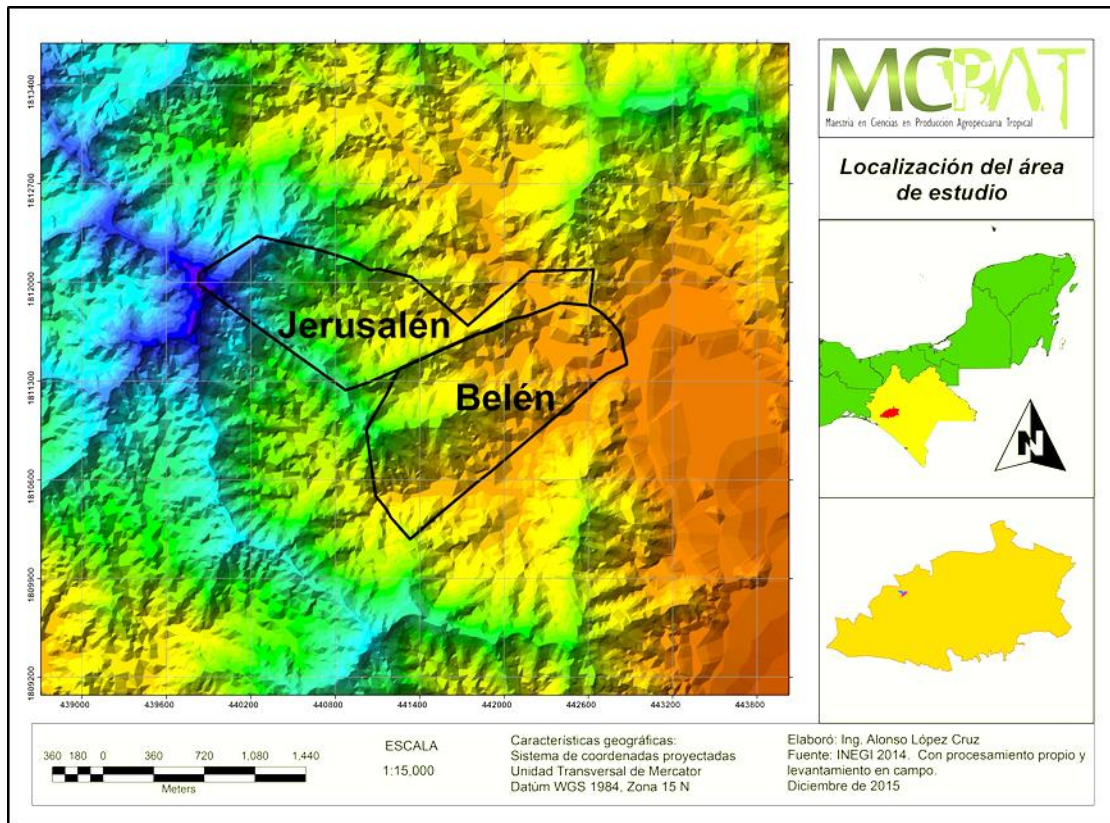 1813400
1812700
1812000
1811300
1810600
1809900
1809200
Jerusalén
Belén
439000 439600 440200 440800 441400 442000 442600 443200 443800
MCPAT
Maestría en Ciencias en Producción Agropecuaria Tropical
Localización del área
de estudio
N
360 180 0 360 720 1,080 1,440
Meters
ESCALA
1:15,000
Características geográficas:
Sistema de coordenadas proyectadas
Unidad Transversal de Mercator
Datúm WGS 1984, Zona 15 N
Elaboró: Ing. Alonso López Cruz
Fuente: INEGI 2014. Con procesamiento propio y
levantamiento en campo.
Diciembre de 2015